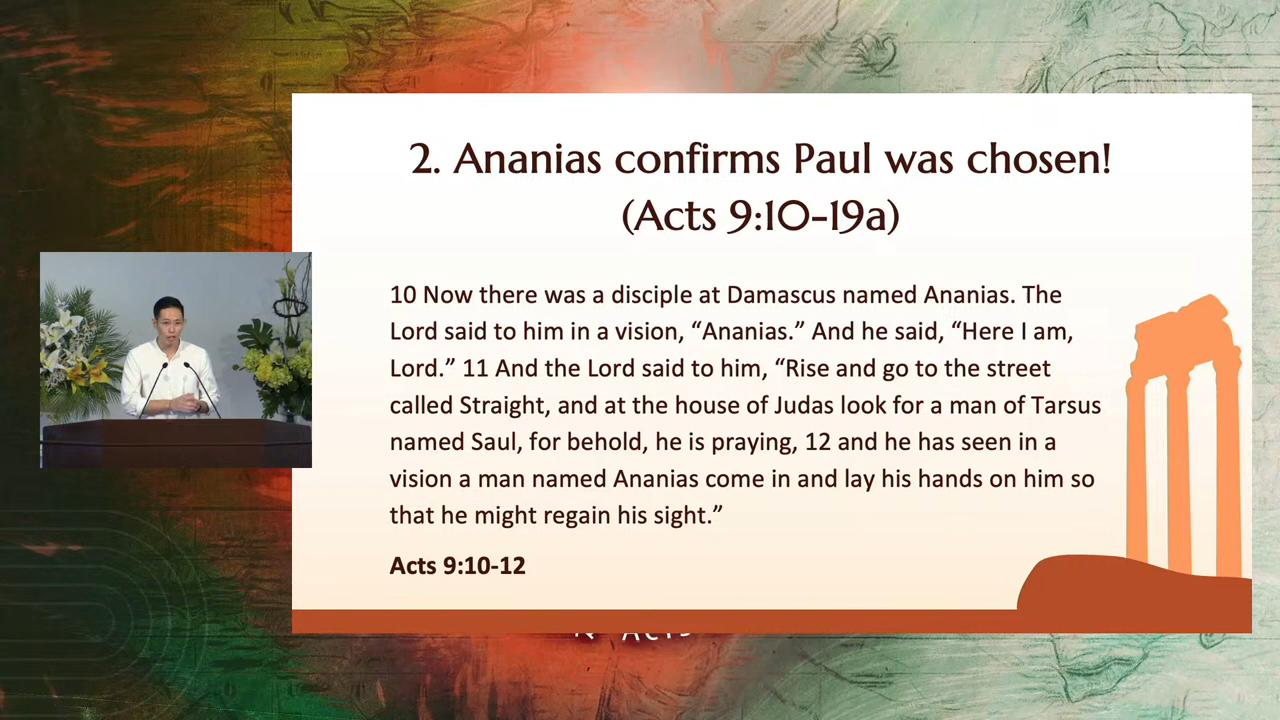 2. Ananias confirms Paul was chosen!
(Acts 9:10-19a)
10 Now there was a disciple at Damascus named Ananias. The
Lord said to him in a vision, “Ananias.” And he said, “Here I am,
Lord.” 11 And the Lord said to him, “Rise and go to the street
called Straight, and at the house of Judas look for a man of Tarsus
named Saul, for behold, he is praying, 12 and he has seen in a
vision a man named Ananias come in and lay his hands on him so
that he might regain his sight.”
Acts 9:10-12
ACTS